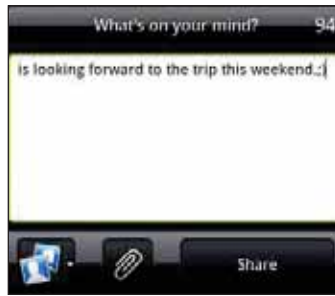 What's on your mind? 94
is looking forward to the trip this weekend.;)
Share